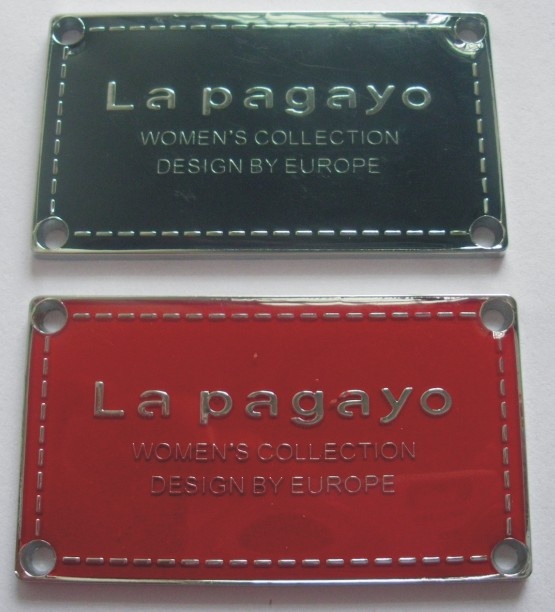 La pagayo
WOMEN'S COLLECTION
DESIGN BY EUROPE
La pagayo
WOMEN'S COLLECTION
DESIGN BY EUROPE